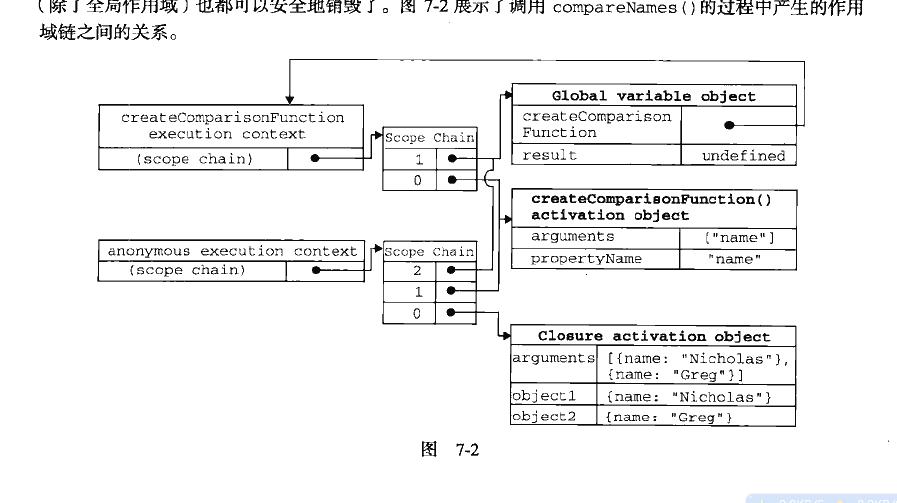 （除了全局作用域）也都可以安全地销毁了。图 7-2 展示了调用 compareNames()的过程中产生的作用
域链之间的关系。
createComparisonFunction
execution context
(scope chain)
Scope Chain
1
0
Global variable object
createComparison
Function
result undefined
createComparisonFunction()
activation object
arguments ["name"]
propertyName "name"
anonymous execution context
(scope chain)
Scope Chain
2
1
0
Closure activation object
arguments [{name: "Nicholas"},
{name: "Greg"}]
object1 {name: "Nicholas"}
object2 {name: "Greg"}
图 7-2